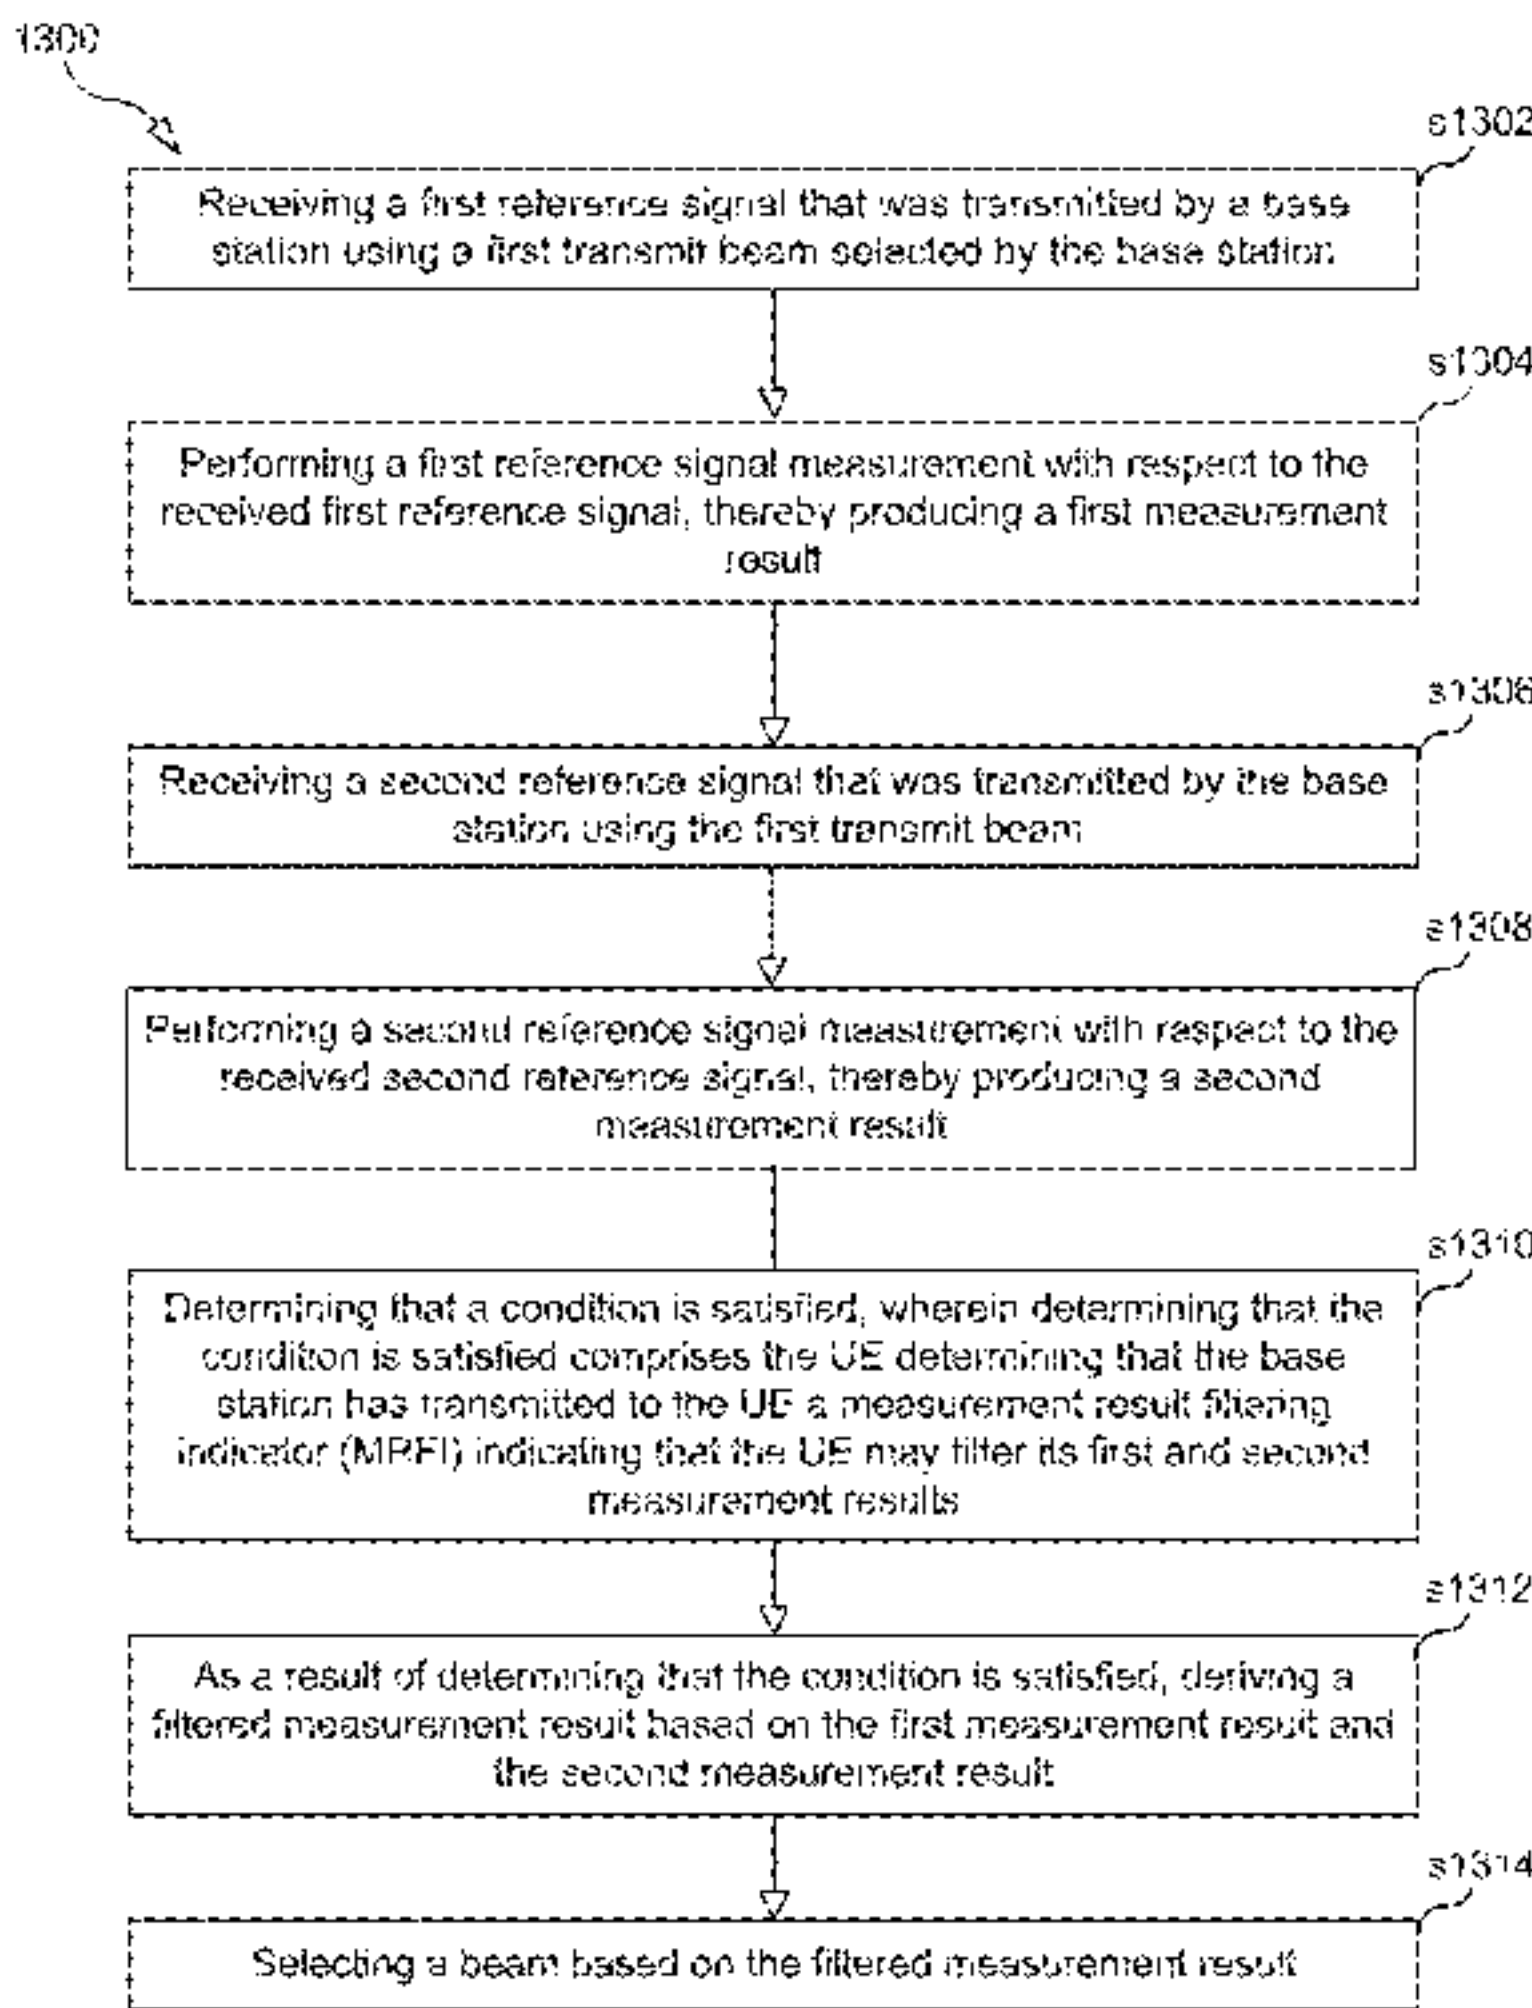 1300
s1302
Receiving a first reference signal that was transmitted by a base
station using a first transmit beam selected by the base station
s1304
Performing a first reference signal measurement with respect to the
received first reference signal, thereby producing a first measurement
result
s1306
Receiving a second reference signal that was transmitted by the base
station using the first transmit beam
s1308
Performing a second reference signal measurement with respect to the
received second reference signal, thereby producing a second
measurement result
s1310
Determining that a condition is satisfied, wherein determining that the
condition is satisfied comprises the UE determining that the base
station has transmitted to the UE a measurement result filtering
indicator (MRFI) indicating that the UE may filter its first and second
measurement results
s1312
As a result of determining that the condition is satisfied, deriving a
filtered measurement result based on the first measurement result and
the second measurement result
s1314
Selecting a beam based on the filtered measurement result